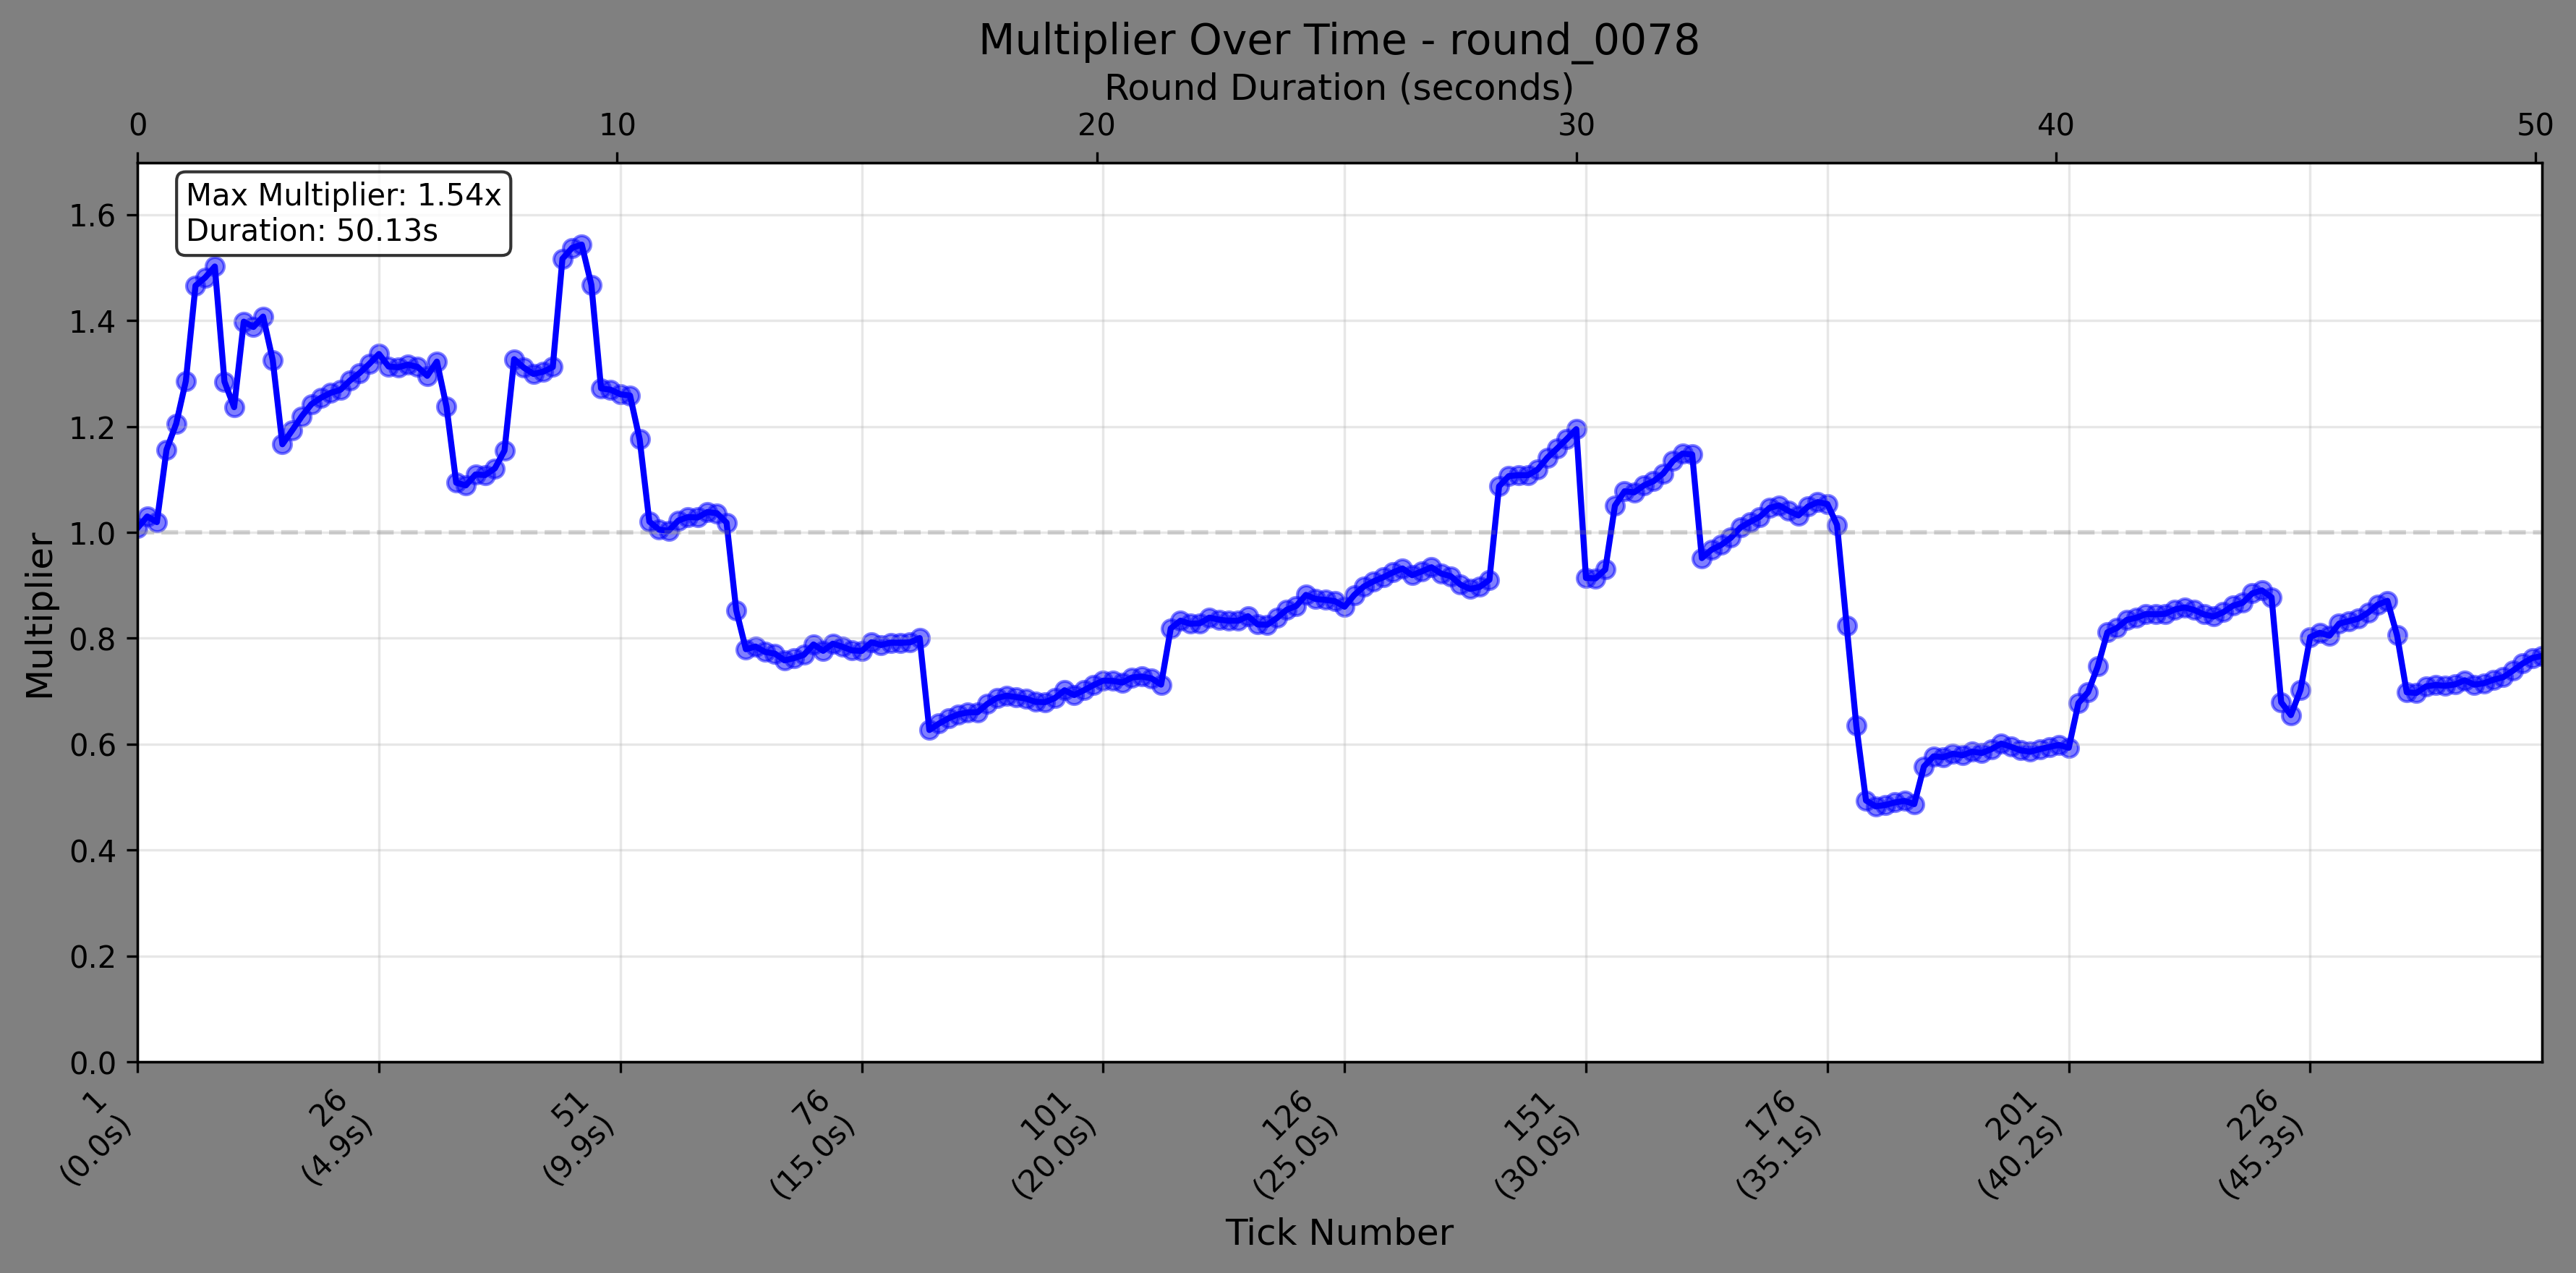 Multiplier Over Time - round_0078
Round Duration (seconds)
0 10 20 30 40 50
Max Multiplier: 1.54x
Duration: 50.13s
Multiplier
1.6
1.4
1.2
1.0
0.8
0.6
0.4
0.2
0.0
1
(0.0s)
26
(4.9s)
51
(9.9s)
76
(15.0s)
101
(20.0s)
126
(25.0s)
151
(30.0s)
176
(35.1s)
201
(40.2s)
226
(45.3s)
Tick Number